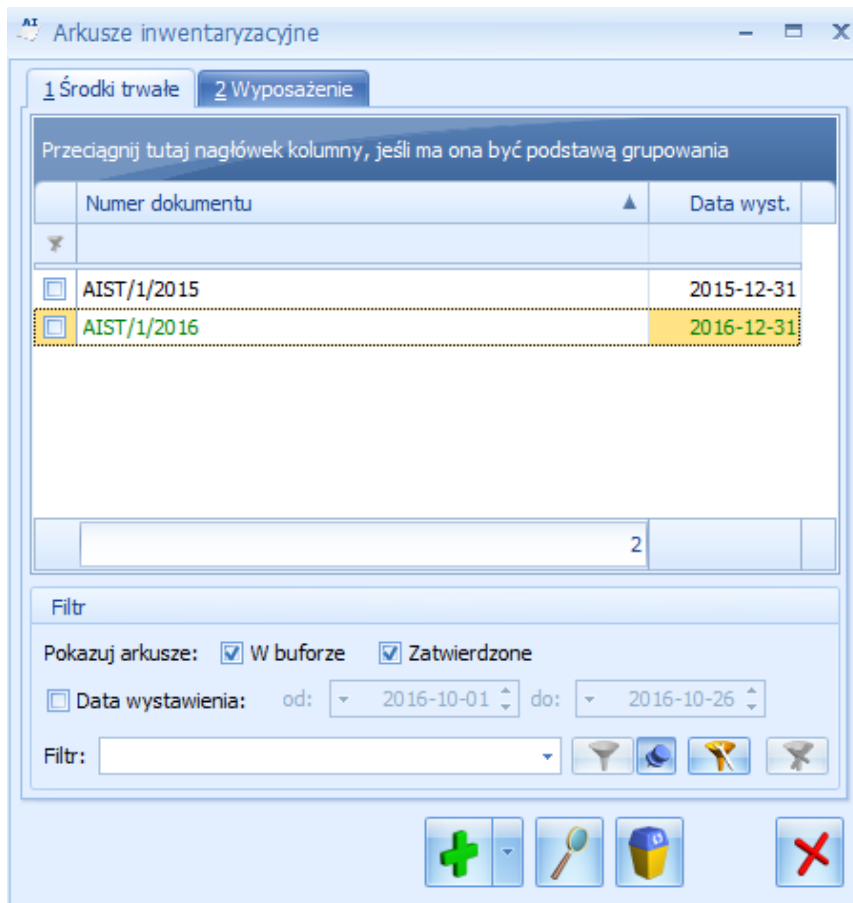 AI Arkusze inwentaryzacyjne
1 Środki trwałe 2 Wyposażenie
Przeciągnij tutaj nagłówek kolumny, jeśli ma ona być podstawą grupowania
Numer dokumentu Data wyst.
AIST/1/2015 2015-12-31
AIST/1/2016 2016-12-31
2
Filtr
Pokazuj arkusze: W buforze Zatwierdzone
Data wystawienia: od: 2016-10-01 do: 2016-10-26
Filtr: